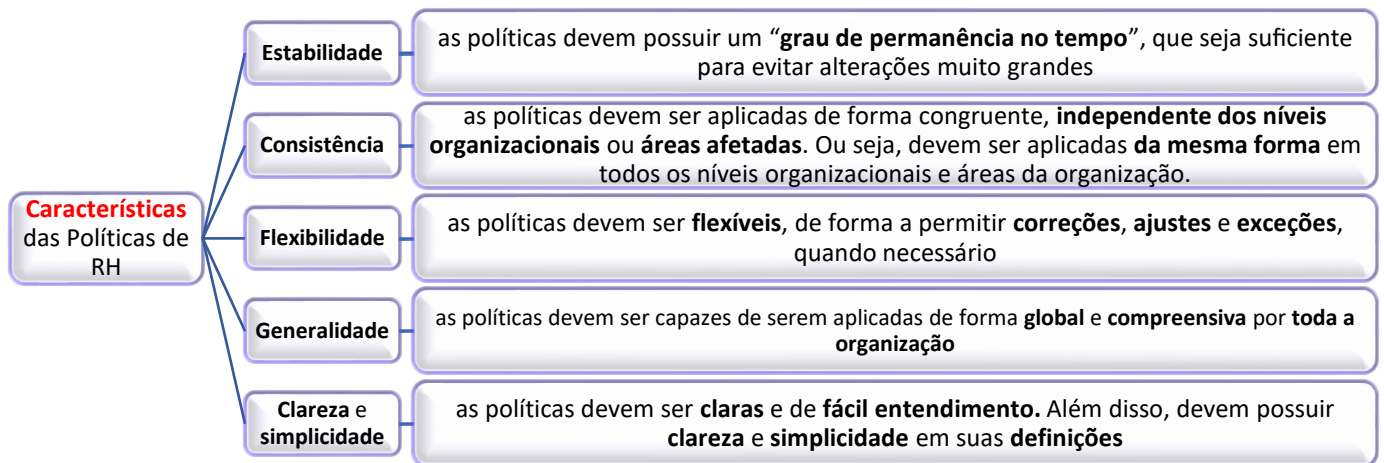 Características
das Políticas de
RH
Estabilidade
as políticas devem possuir um “grau de permanência no tempo”, que seja suficiente
para evitar alterações muito grandes
Consistência
as políticas devem ser aplicadas de forma congruente, independente dos níveis
organizacionais ou áreas afetadas. Ou seja, devem ser aplicadas da mesma forma em
todos os níveis organizacionais e áreas da organização.
Flexibilidade
as políticas devem ser flexíveis, de forma a permitir correções, ajustes e exceções,
quando necessário
Generalidade
as políticas devem ser capazes de serem aplicadas de forma global e compreensiva por toda a
organização
Clareza e
simplicidade
as políticas devem ser claras e de fácil entendimento. Além disso, devem possuir
clareza e simplicidade em suas definições